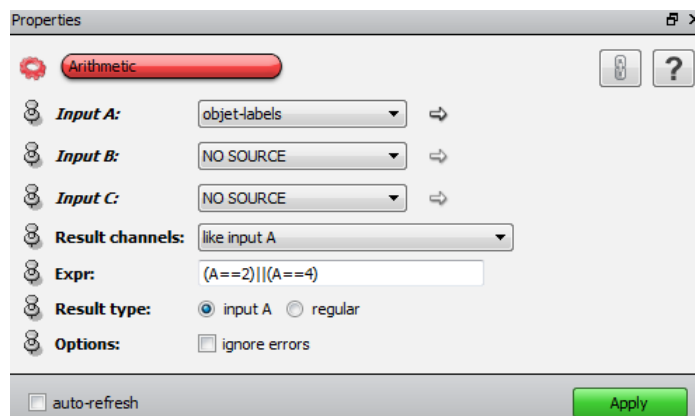 Properties
Arithmetic
?
Input A: objet-labels
Input B: NO SOURCE
Input C: NO SOURCE
Result channels: like input A
Expr: (A==2)||(A==4)
Result type: input A regular
Options: ignore errors
auto-refresh Apply